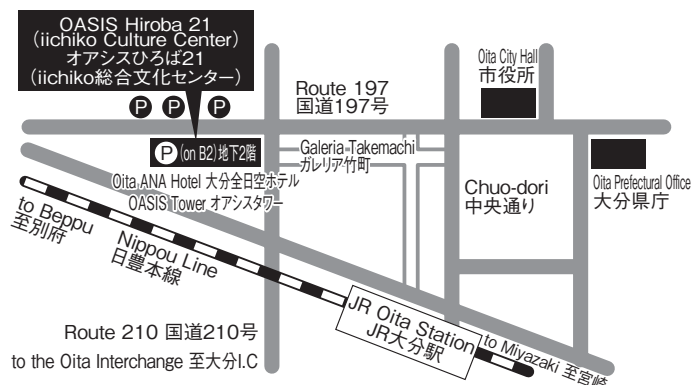 OASIS Hiroba 21
(iichiko Culture Center)
オアシスひろば21
(iichiko総合文化センター)
P P P
Route 197
国道197号
Oita City Hall
市役所
P (on B2)地下2階
Galeria Takemachi
ガレリア竹町
Oita ANA Hotel 大分全日空ホテル
OASIS Tower オアシスタワー
Chuo-dori
中央通り
Oita Prefectural Office
大分県庁
to Beppu
至別府
Nippou Line
日豊本線
JR Oita Station
JR大分駅
Route 210 国道210号
to the Oita Interchange 至大分I.C
to Miyazaki 至宮崎